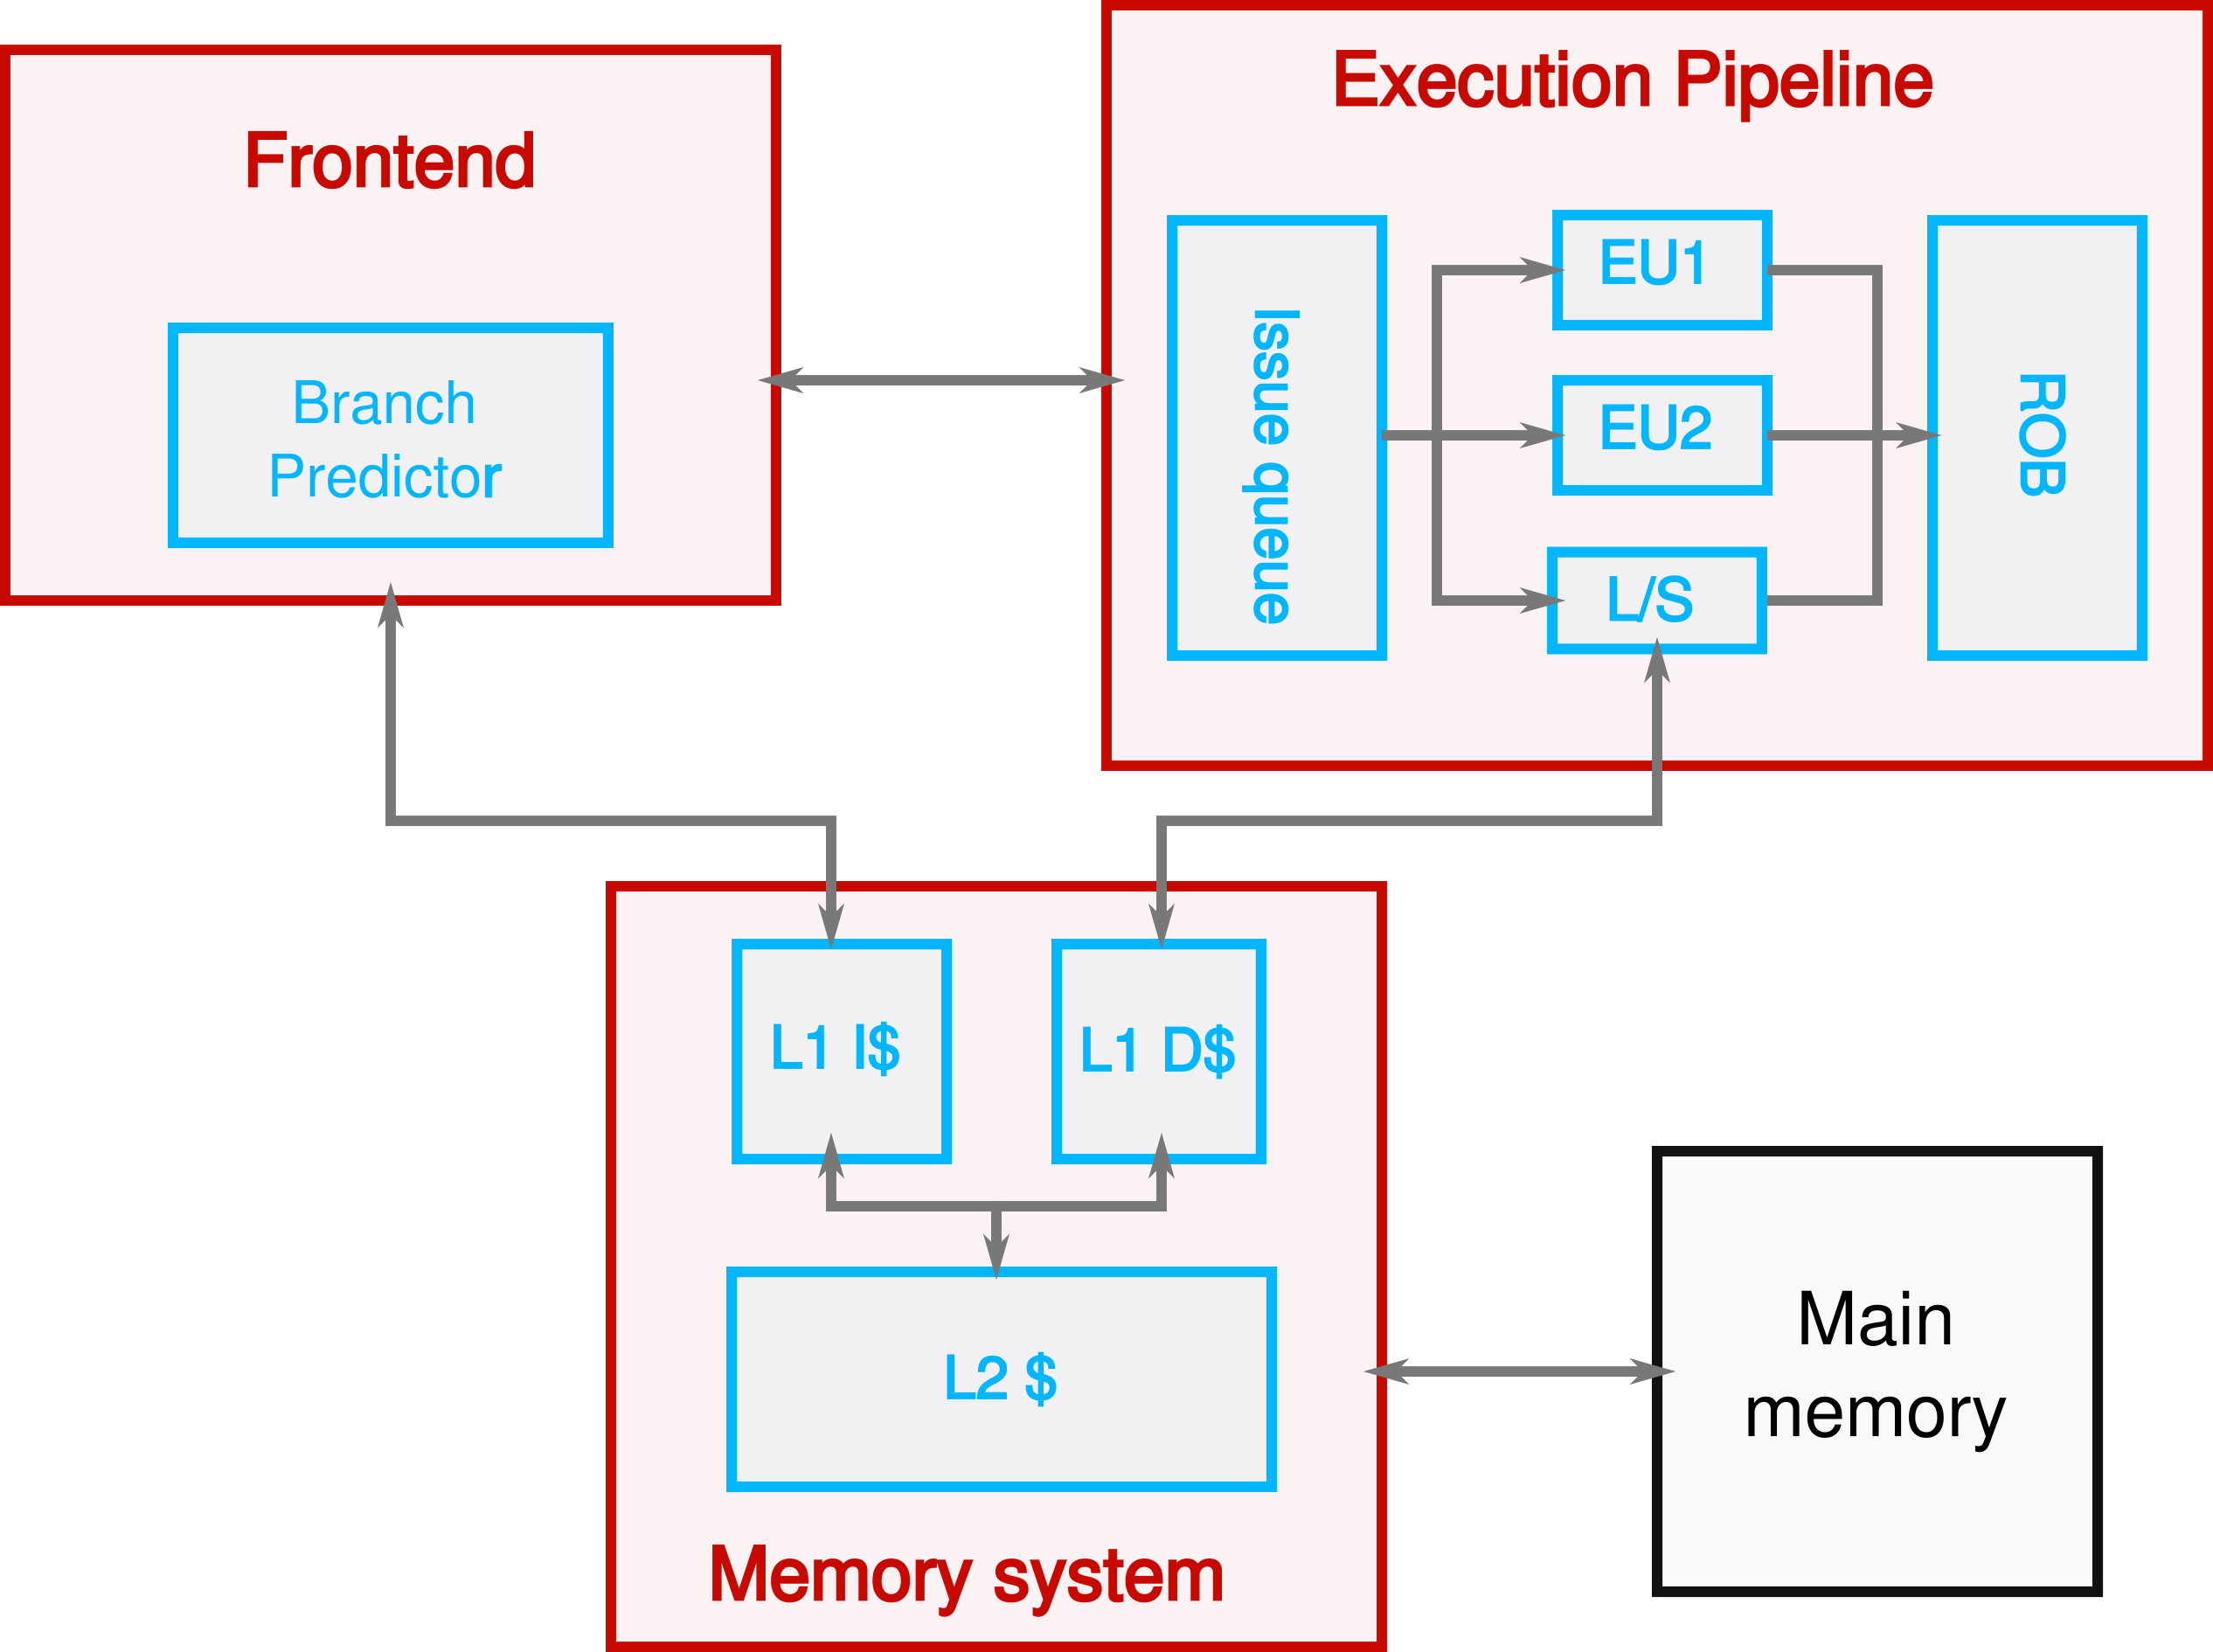 Execution Pipeline
Frontend
Branch
Predictor
Issue queue
EU1
EU2
L/S
ROB
L1 I$
L1 D$
L2 $
Memory system
Main
memory